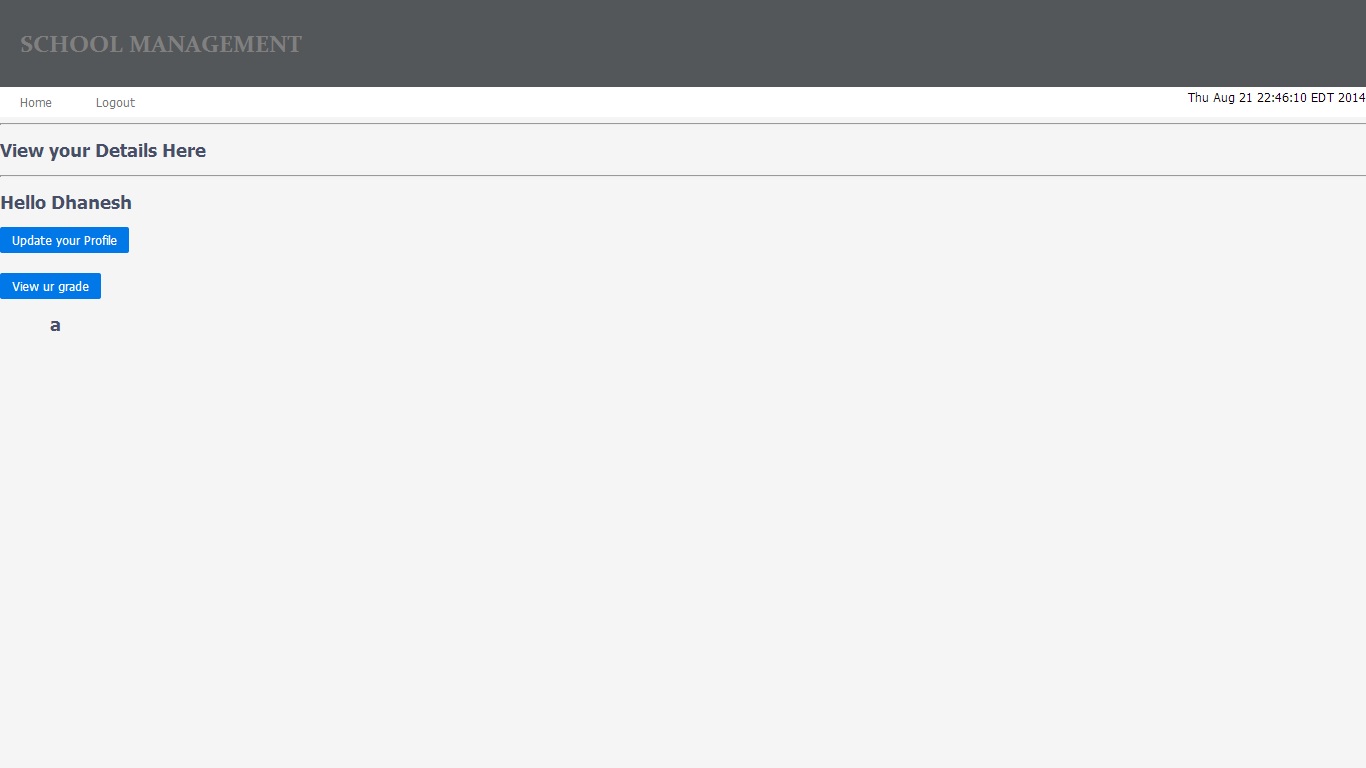 SCHOOL MANAGEMENT
Home Logout Thu Aug 21 22:46:10 EDT 2014
View your Details Here
Hello Dhanesh
Update your Profile
View ur grade
a